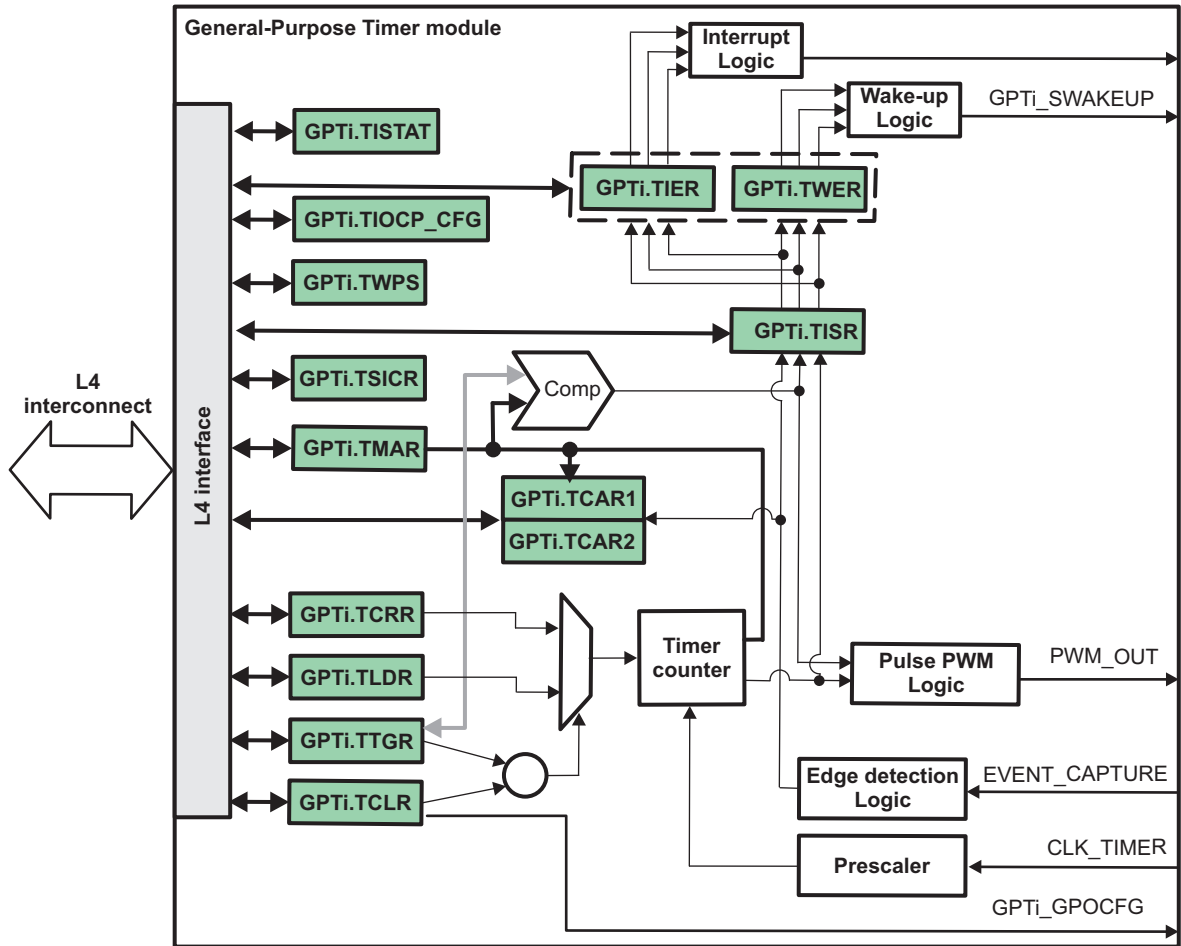 General-Purpose Timer module
Interrupt
Logic
Wake-up
Logic
GPTi_SWAKEUP
GPTi.TISTAT
GPTi.TIER
GPTi.TWER
GPTi.TIOCP_CFG
GPTi.TWPS
GPTi.TISR
GPTi.TSICR
Comp
L4
interconnect
L4 interface
GPTi.TMAR
GPTi.TCAR1
GPTi.TCAR2
GPTi.TCRR
Timer
counter
GPTi.TLDR
Pulse PWM
Logic
PWM_OUT
GPTi.TTGR
GPTi.TCLR
Edge detection
Logic
EVENT_CAPTURE
Prescaler
CLK_TIMER
GPTi_GPOCFG